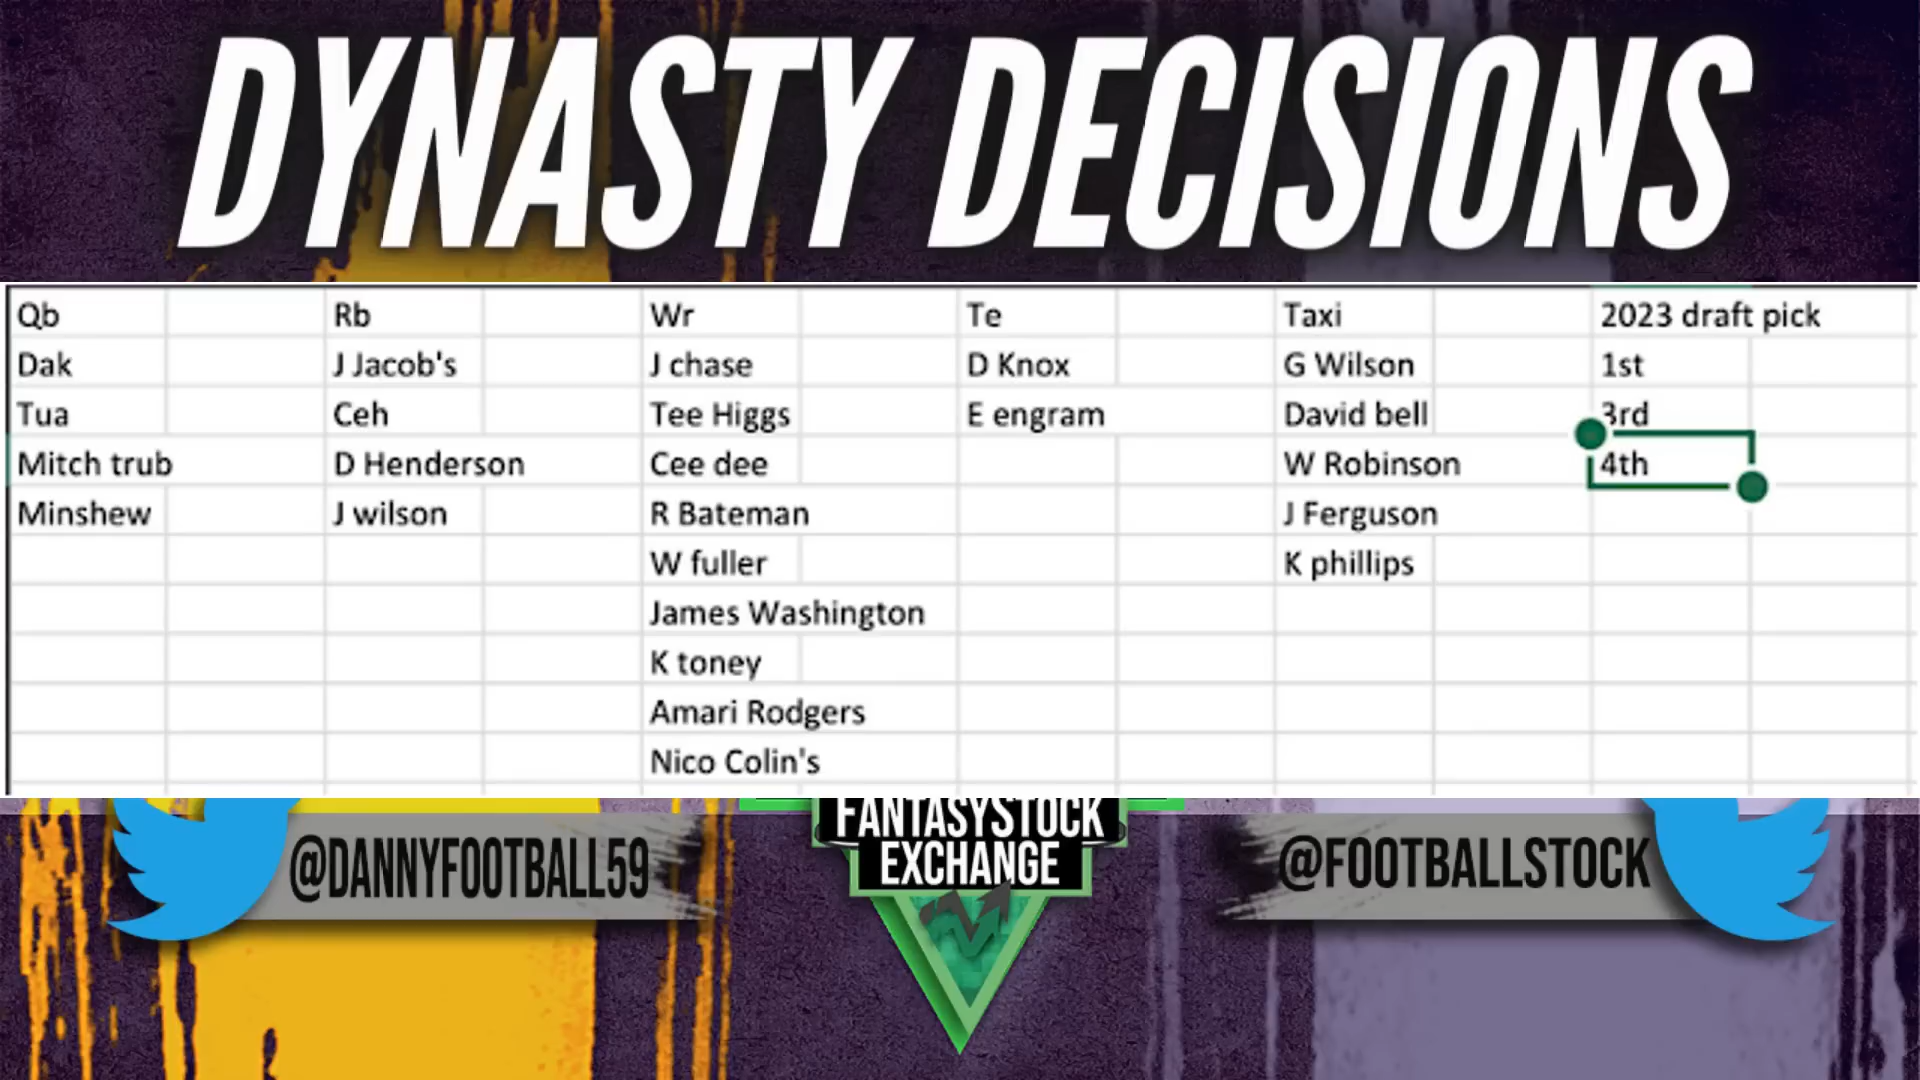 DYNASTY DECISIONS
Qb Rb Wr Te Taxi 2023 draft pick
Dak J Jacob's J chase D Knox G Wilson 1st
Tua Ceh Tee Higgs E engram David bell 3rd
Mitch trub D Henderson Cee dee W Robinson 4th
Minshew J wilson R Bateman J Ferguson
W fuller K phillips
James Washington
K toney
Amari Rodgers
Nico Colin's
@DANNYFOOTBALL59 FANTASYSTOCK EXCHANGE @FOOTBALLSTOCK